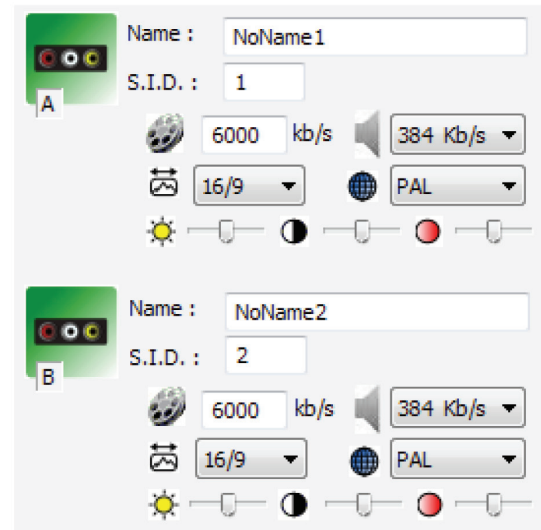 Name : NoName1
A S.I.D. : 1
6000 kb/s 384 Kb/s
16/9 PAL
Name : NoName2
B S.I.D. : 2
6000 kb/s 384 Kb/s
16/9 PAL